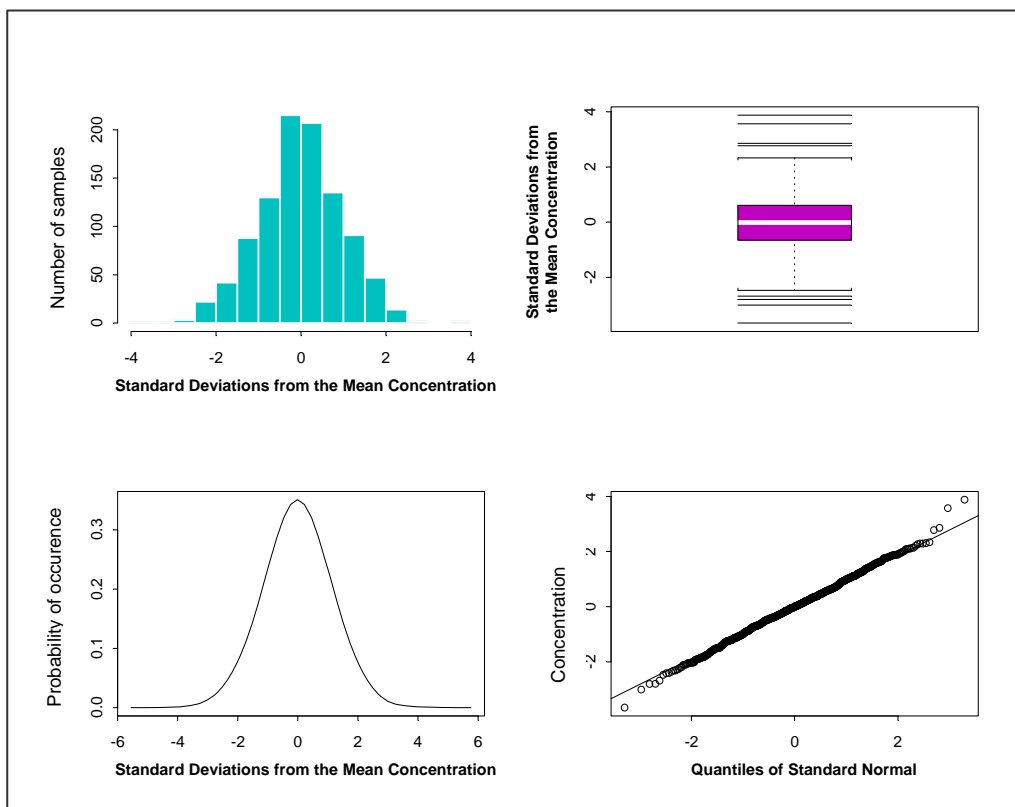 Number of samples
200
150
100
50
0
-4 -2 0 2 4
Standard Deviations from the Mean Concentration
Standard Deviations from
the Mean Concentration
4
2
0
-2
Probability of occurence
0.3
0.2
0.1
0.0
-6 -4 -2 0 2 4 6
Standard Deviations from the Mean Concentration
Concentration
4
2
0
-2
-2 0 2
Quantiles of Standard Normal